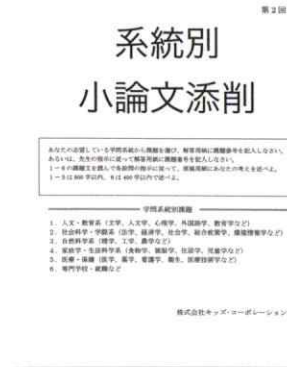 第2回
系統別
小論文添削
あなたの志望している学問系統から課題を選び、解答用紙に課題番号を記入しなさい。
あるいは、先生の指示に従って解答用紙に課題番号を記入しなさい。
1~6の課題文を読んで各設問の指示に従って、原稿用紙にあなたの考えを述べよ。
1~5は800字以内、6は600字以内で述べよ。
学問系統別課題
1. 人文・教育系(文学、人文学、心理学、外国語学、教育学など)
2. 社会科学・学際系(法学、経済学、社会学、総合政策学、環境情報学など)
3. 自然科学系(理学、工学、農学など)
4. 家政学・生活科学系(食物学、被服学、住居学、児童学など)
5. 医療・保健(医学、薬学、看護学、衛生、医療技術学など)
6. 専門学校・就職など
株式会社キッズ・コーポレーション